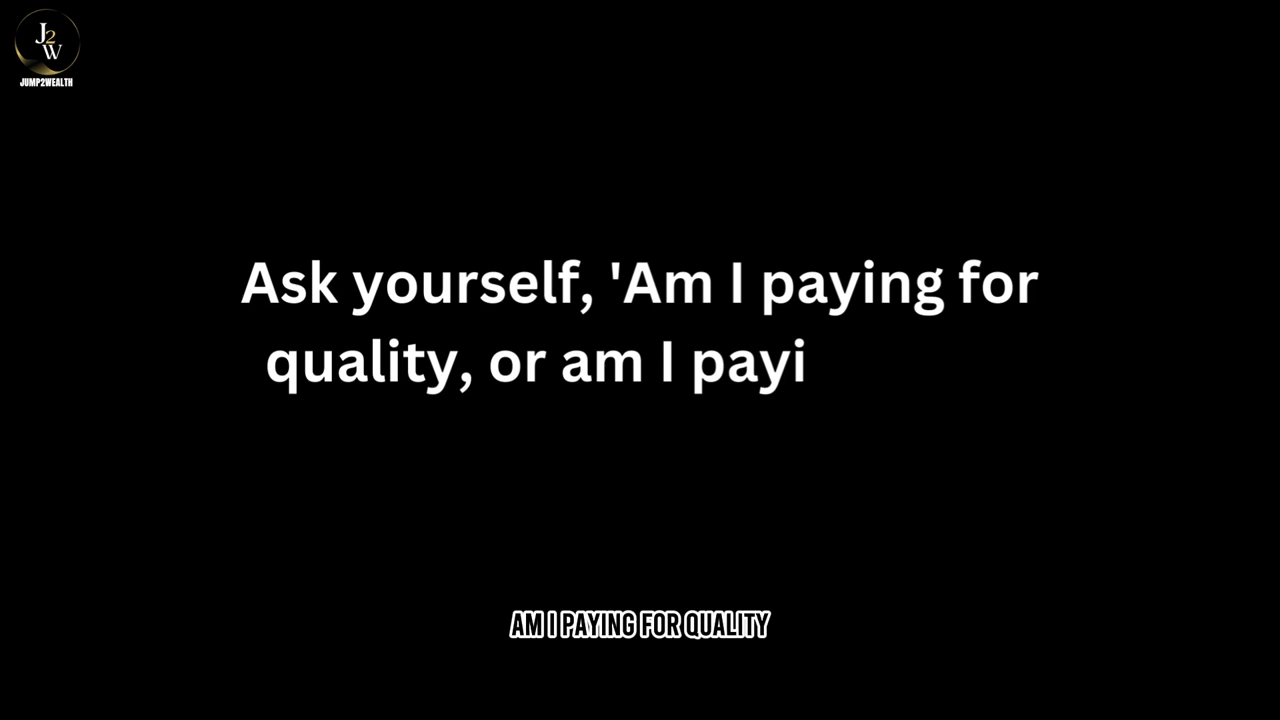 J2W
JUMP2WEALTH
Ask yourself, 'Am I paying for
quality, or am I payi
AM I PAYING FOR QUALITY